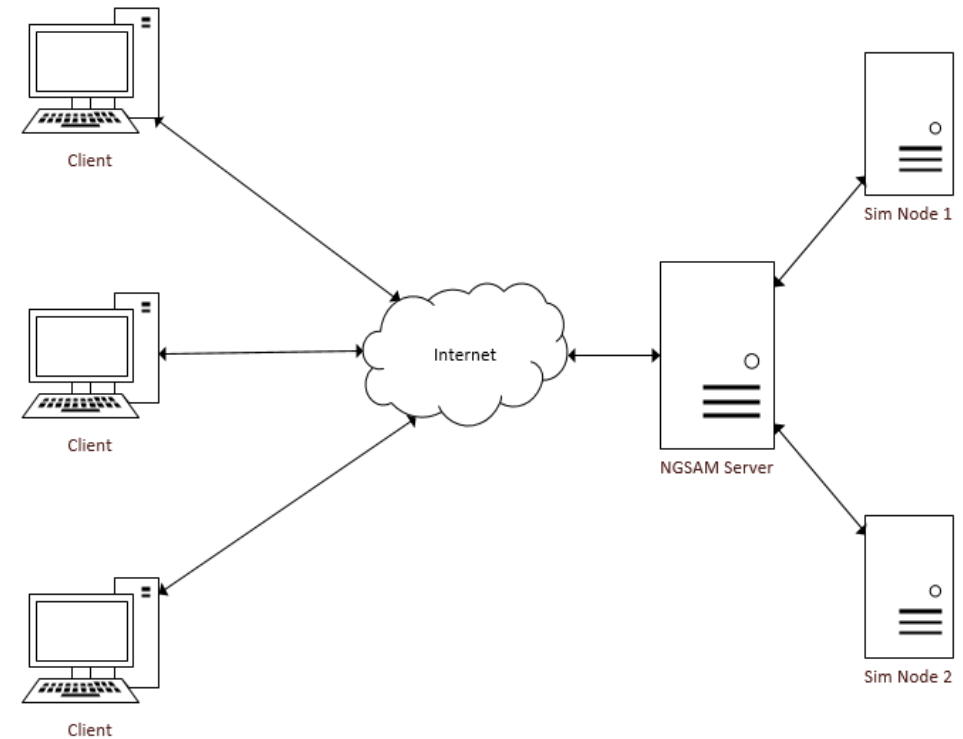 Client
Sim Node 1
Internet
Client
NGSAM Server
Sim Node 2
Client